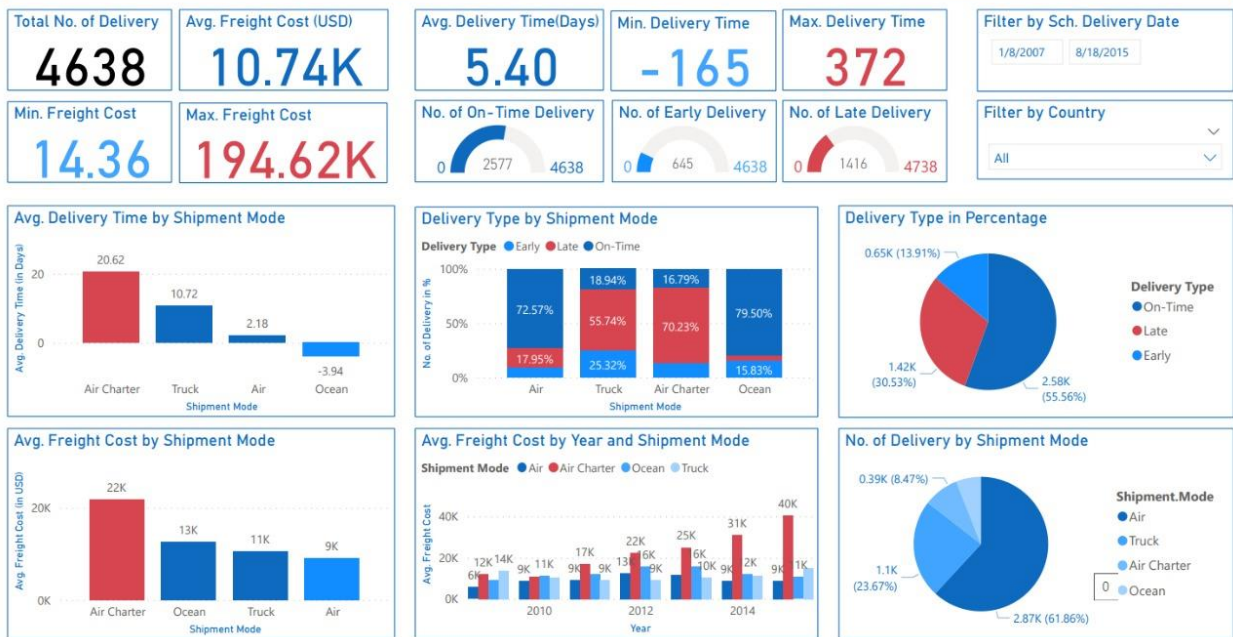 Total No. of Delivery
4638
Avg. Freight Cost (USD)
10.74K
Avg. Delivery Time(Days)
5.40
Min. Delivery Time
-165
Max. Delivery Time
372
Filter by Sch. Delivery Date
1/8/2007 8/18/2015
Min. Freight Cost
14.36
Max. Freight Cost
194.62K
No. of On-Time Delivery
0 2577 4638
No. of Early Delivery
0 645 4638
No. of Late Delivery
0 1416 4738
Filter by Country
All
Avg. Delivery Time by Shipment Mode
Avg. Delivery Time (in Days)
20
0
20.62
10.72
2.18
-3.94
Air Charter Truck Air Ocean
Shipment Mode
Delivery Type by Shipment Mode
Delivery Type Early Late On-Time
No. of Delivery in %
100%
50%
0%
72.57%
17.95%
18.94%
55.74%
25.32%
16.79%
70.23%
79.50%
15.83%
Air Truck Air Charter Ocean
Shipment Mode
Delivery Type in Percentage
0.65K (13.91%)
1.42K
(30.53%)
2.58K
(55.56%)
Delivery Type
On-Time
Late
Early
Avg. Freight Cost by Shipment Mode
Avg. Freight Cost (in USD)
20K
0K
22K
13K
11K
9K
Air Charter Ocean Truck Air
Shipment Mode
Avg. Freight Cost by Year and Shipment Mode
Shipment Mode Air Air Charter Ocean Truck
Avg. Freight Cost
40K
20K
0K
6K 12K 14K
9K 11K
9K 17K 9K
13K 22K 16K 9K
25K 16K 10K
9K 31K 12K
9K 40K 11K
2010 2012 2014
Year
No. of Delivery by Shipment Mode
0.39K (8.47%)
1.1K
(23.67%)
2.87K (61.86%)
Shipment.Mode
Air
Truck
Air Charter
Ocean
0